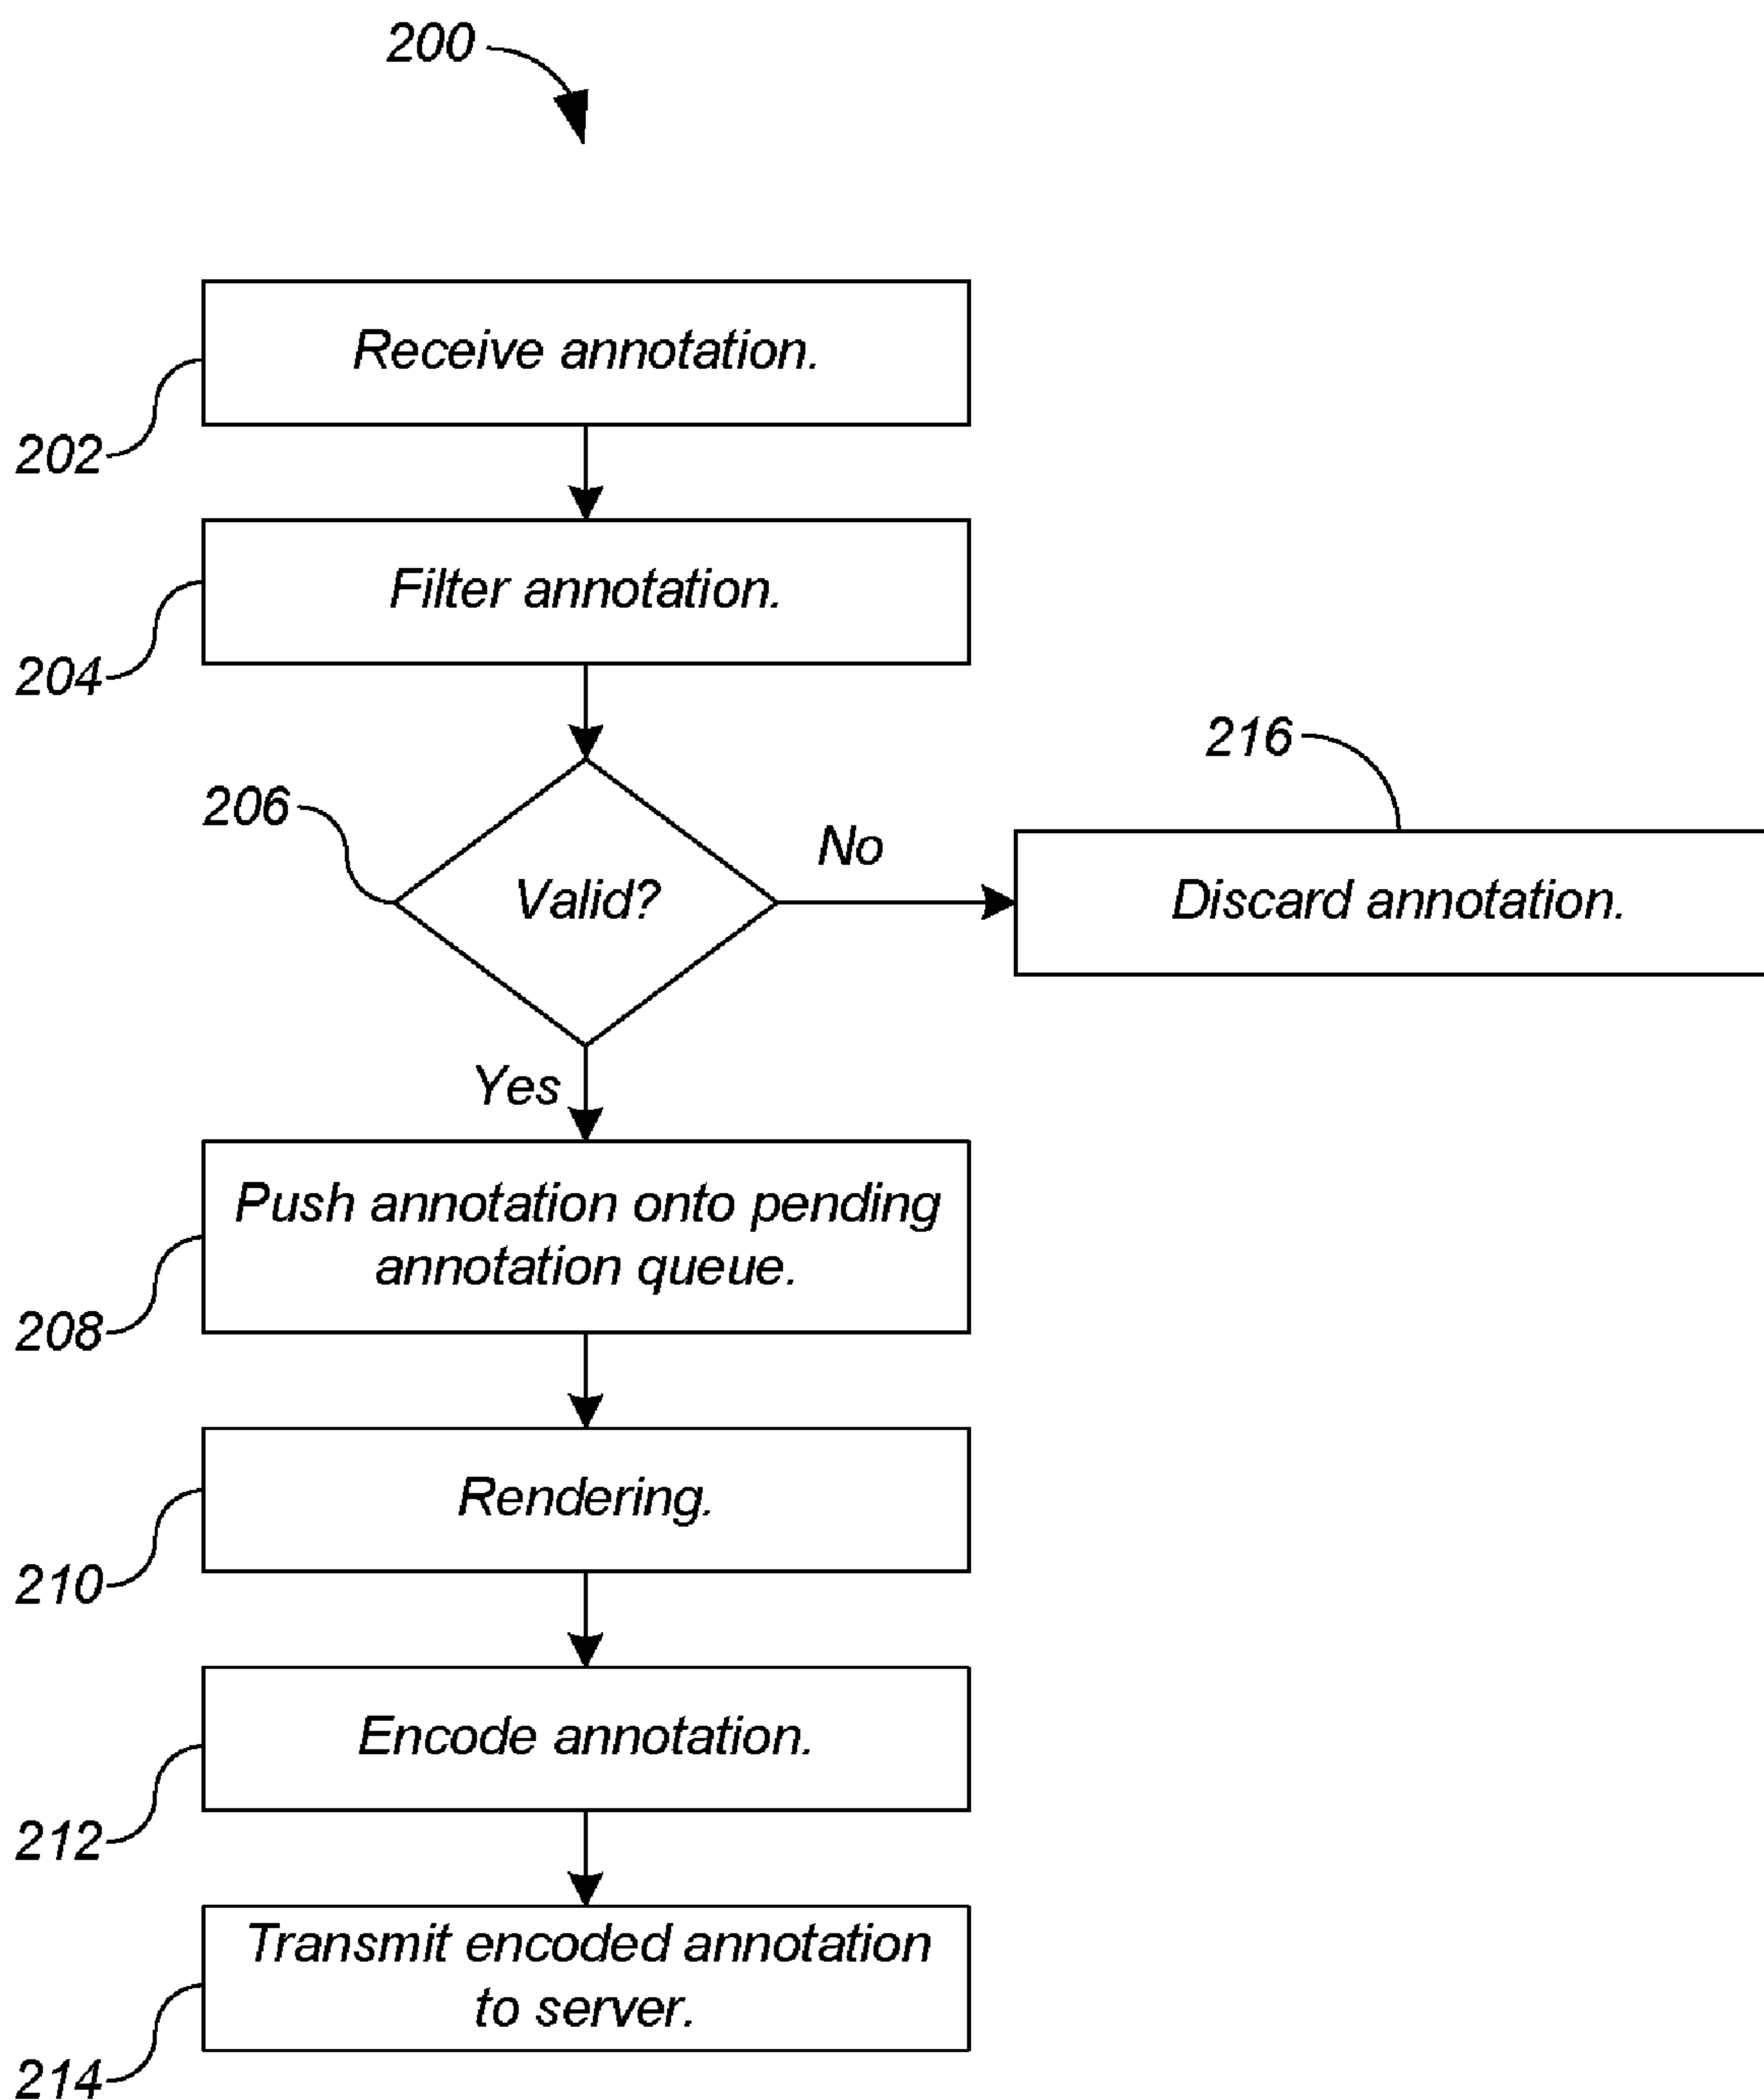 200
Receive annotation.
202
Filter annotation.
204
216
206
No
Valid?
Discard annotation.
Yes
Push annotation onto pending
annotation queue.
208
Rendering.
210
Encode annotation.
212
Transmit encoded annotation
to server.
214